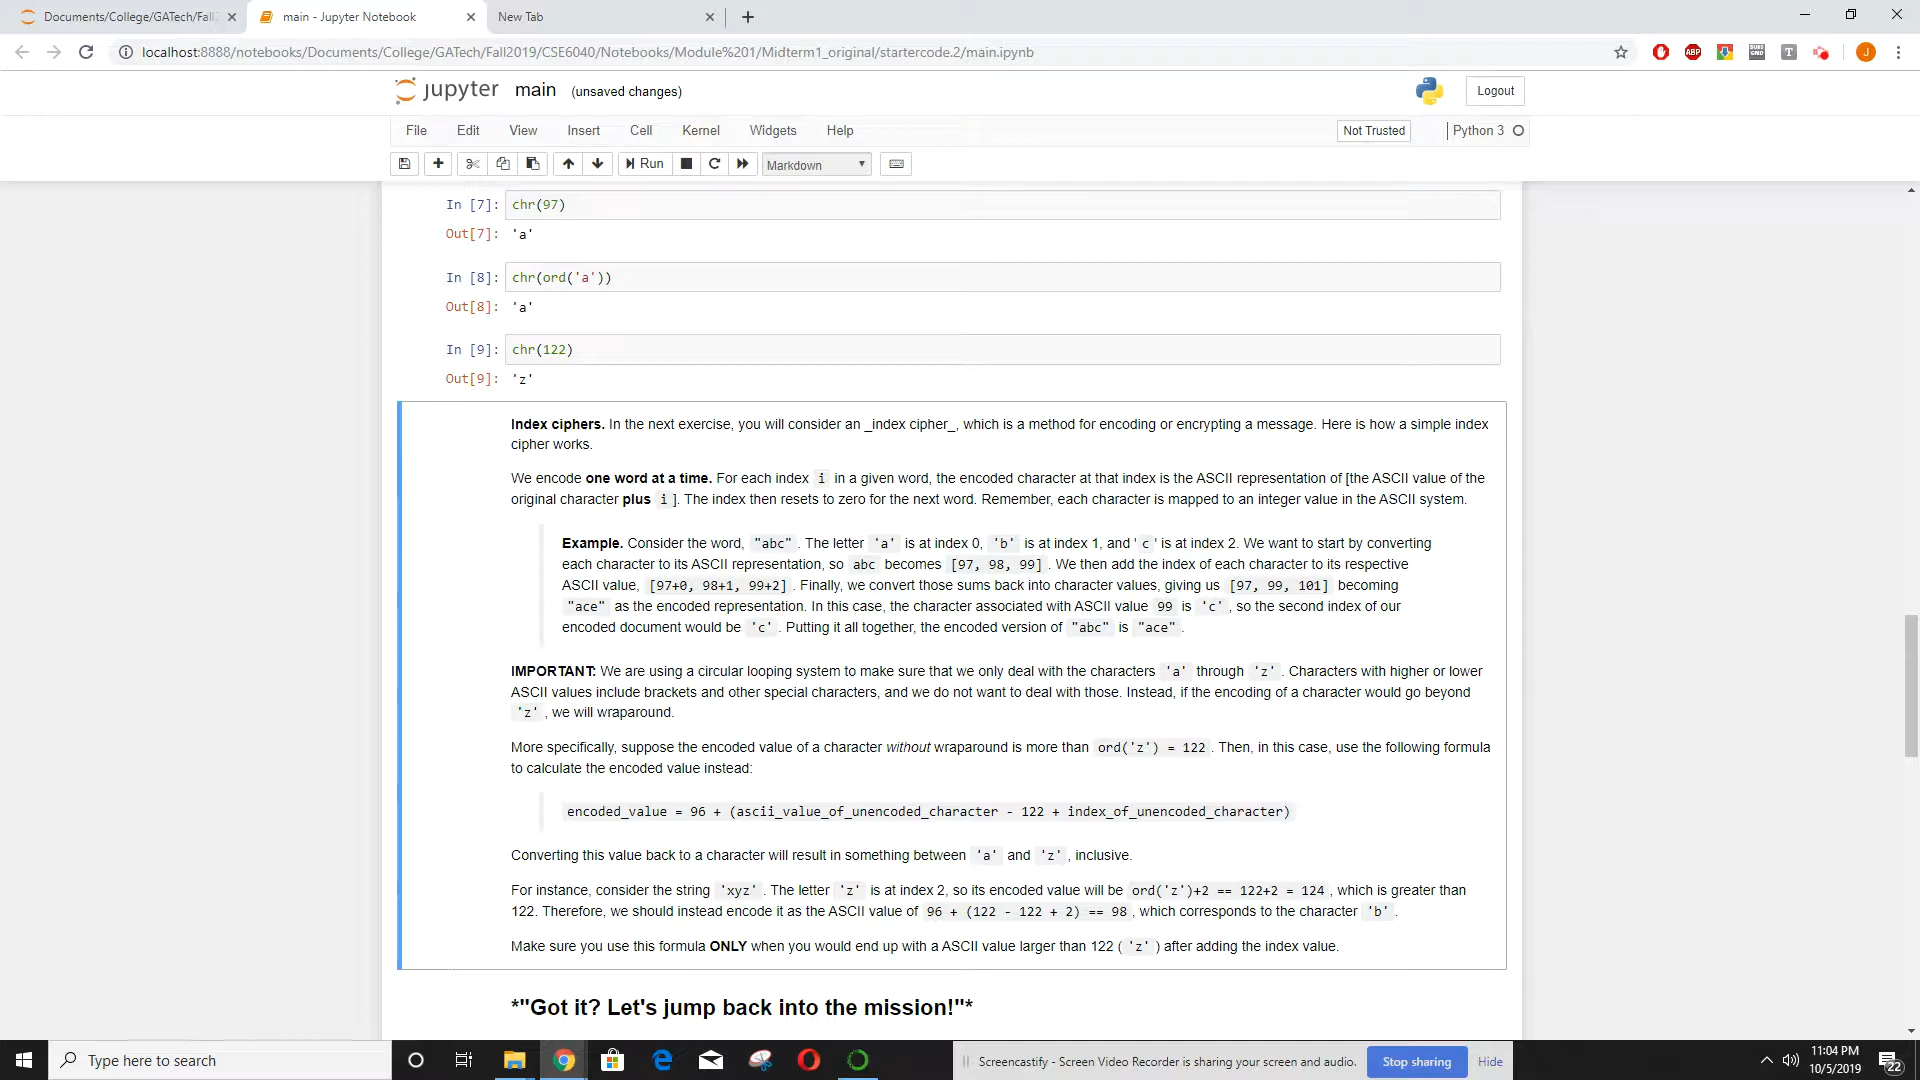 Documents/College/GATech/Fall
main - Jupyter Notebook
New Tab
localhost:8888/notebooks/Documents/College/GATech/Fall2019/CSE6040/Notebooks/Module%201/Midterm1_original/startercode.2/main.ipynb
ABP
T
J
jupyter main (unsaved changes)
Logout
File Edit View Insert Cell Kernel Widgets Help
Not Trusted
Python 3
Run
Markdown
In [7]: chr(97)
Out[7]: 'a'
In [8]: chr(ord('a'))
Out[8]: 'a'
In [9]: chr(122)
Out[9]: 'z'
Index ciphers. In the next exercise, you will consider an _index cipher_, which is a method for encoding or encrypting a message. Here is how a simple index
cipher works.
We encode one word at a time. For each index i in a given word, the encoded character at that index is the ASCII representation of [the ASCII value of the
original character plus i ]. The index then resets to zero for the next word. Remember, each character is mapped to an integer value in the ASCII system.
Example. Consider the word, "abc" . The letter 'a' is at index 0, 'b' is at index 1, and ' c ' is at index 2. We want to start by converting
each character to its ASCII representation, so abc becomes [97, 98, 99] . We then add the index of each character to its respective
ASCII value, [97+0, 98+1, 99+2] . Finally, we convert those sums back into character values, giving us [97, 99, 101] becoming
"ace" as the encoded representation. In this case, the character associated with ASCII value 99 is 'c' , so the second index of our
encoded document would be 'c' . Putting it all together, the encoded version of "abc" is "ace" .
IMPORTANT: We are using a circular looping system to make sure that we only deal with the characters 'a' through 'z' . Characters with higher or lower
ASCII values include brackets and other special characters, and we do not want to deal with those. Instead, if the encoding of a character would go beyond
'z' , we will wraparound.
More specifically, suppose the encoded value of a character without wraparound is more than ord('z') = 122 . Then, in this case, use the following formula
to calculate the encoded value instead:
encoded_value = 96 + (ascii_value_of_unencoded_character - 122 + index_of_unencoded_character)
Converting this value back to a character will result in something between 'a' and 'z' , inclusive.
For instance, consider the string 'xyz' . The letter 'z' is at index 2, so its encoded value will be ord('z')+2 == 122+2 = 124 , which is greater than
122. Therefore, we should instead encode it as the ASCII value of 96 + (122 - 122 + 2) == 98 , which corresponds to the character 'b' .
Make sure you use this formula ONLY when you would end up with a ASCII value larger than 122 ( 'z' ) after adding the index value.
*"Got it? Let's jump back into the mission!"*
Type here to search
Screencastify - Screen Video Recorder is sharing your screen and audio.
Stop sharing
Hide
11:04 PM
10/5/2019
22